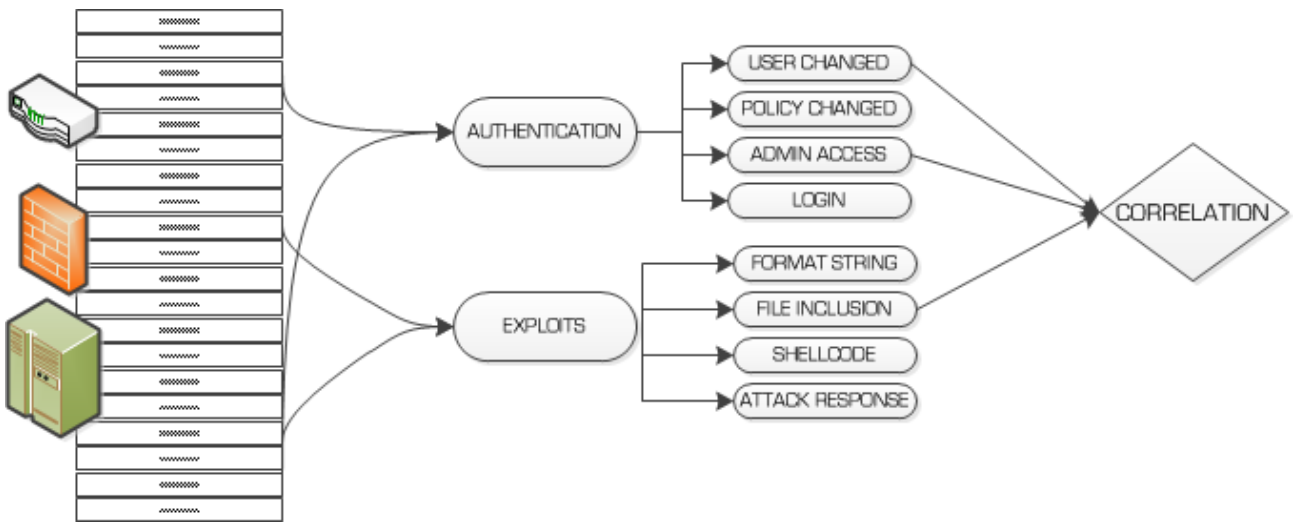 AUTHENTICATION
USER CHANGED
POLICY CHANGED
ADMIN ACCESS
LOGIN
EXPLOITS
FORMAT STRING
FILE INCLUSION
SHELLCODE
ATTACK RESPONSE
CORRELATION